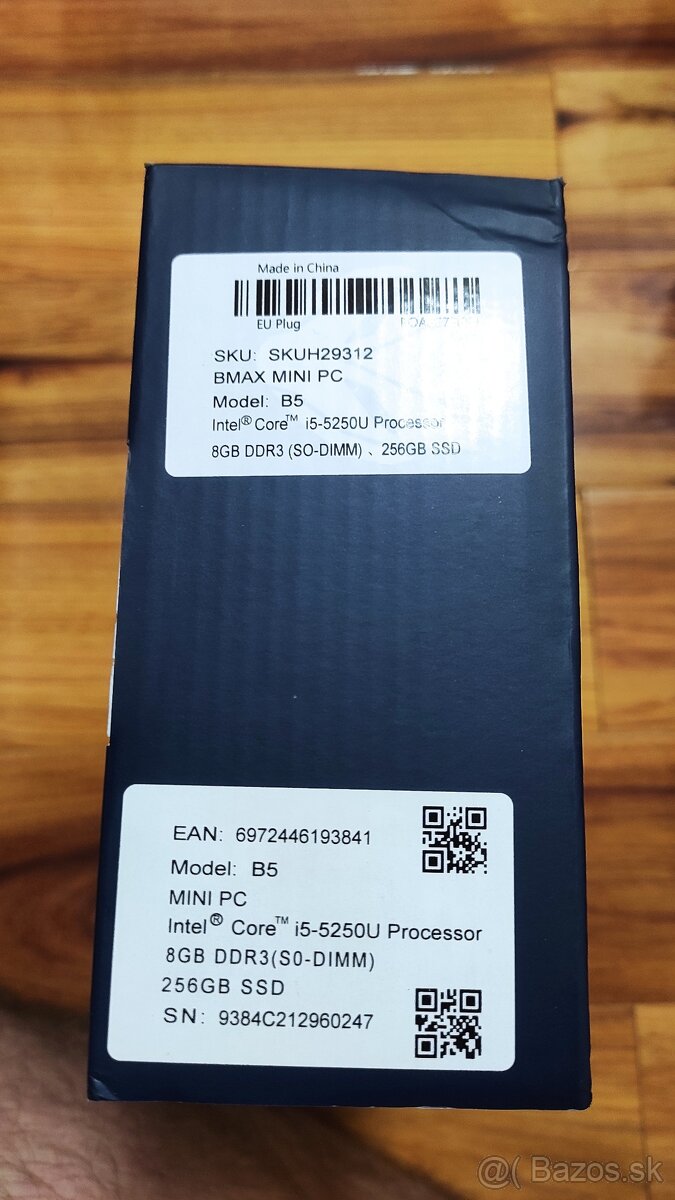 Made in China
EU Plug
SKU: SKUH29312
BMAX MINI PC
Model: B5
Intel® Core™ i5-5250U Processor
8GB DDR3 (SO-DIMM) 、256GB SSD
EAN: 6972446193841
Model: B5
MINI PC
Intel® Core™ i5-5250U Processor
8GB DDR3(S0-DIMM)
256GB SSD
SN: 9384C212960247
@( Bazos.sk